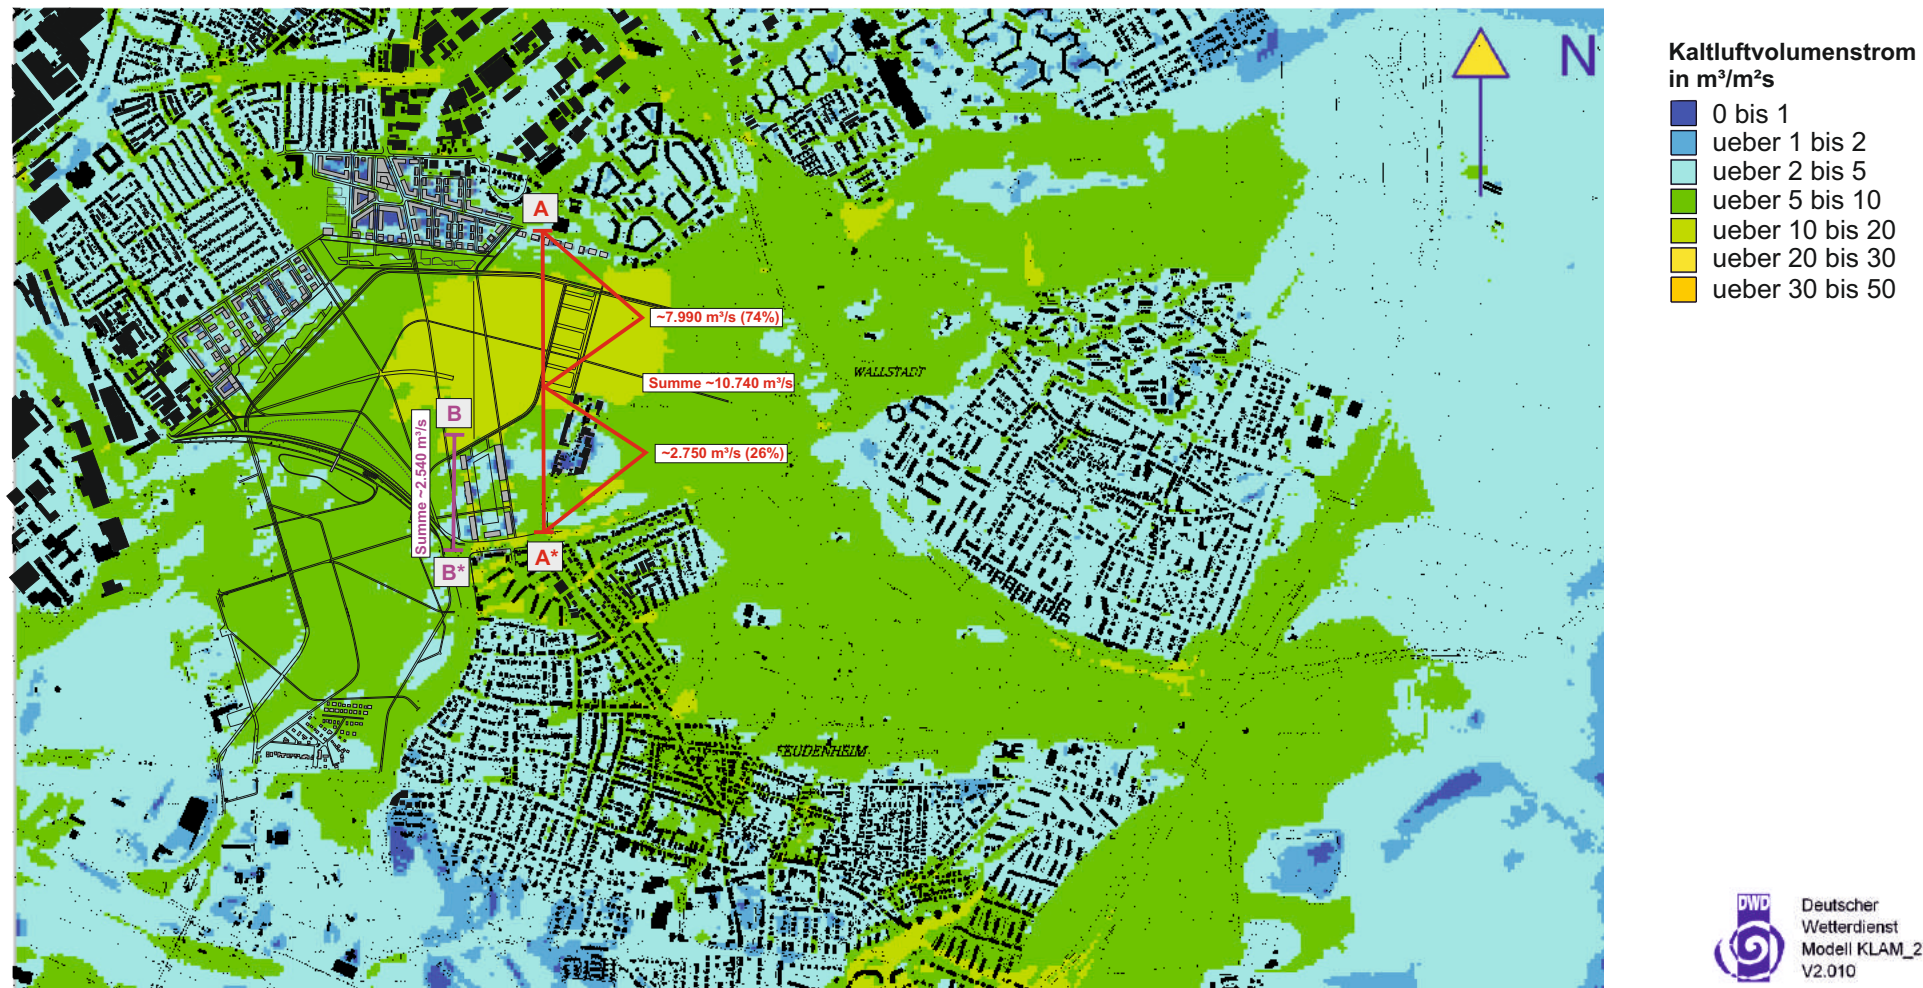 Kaltluftvolumenstrom
in m³/m²s
0 bis 1
ueber 1 bis 2
ueber 2 bis 5
ueber 5 bis 10
ueber 10 bis 20
ueber 20 bis 30
ueber 30 bis 50
N
A
~7.990 m³/s (74%)
WALLSTADT
Summe ~10.740 m³/s
B
Summe ~2.540 m³/s
~2.750 m³/s (26%)
A*
B*
FEUDENHEIM
DWD
Deutscher
Wetterdienst
Modell KLAM_2
V2.010